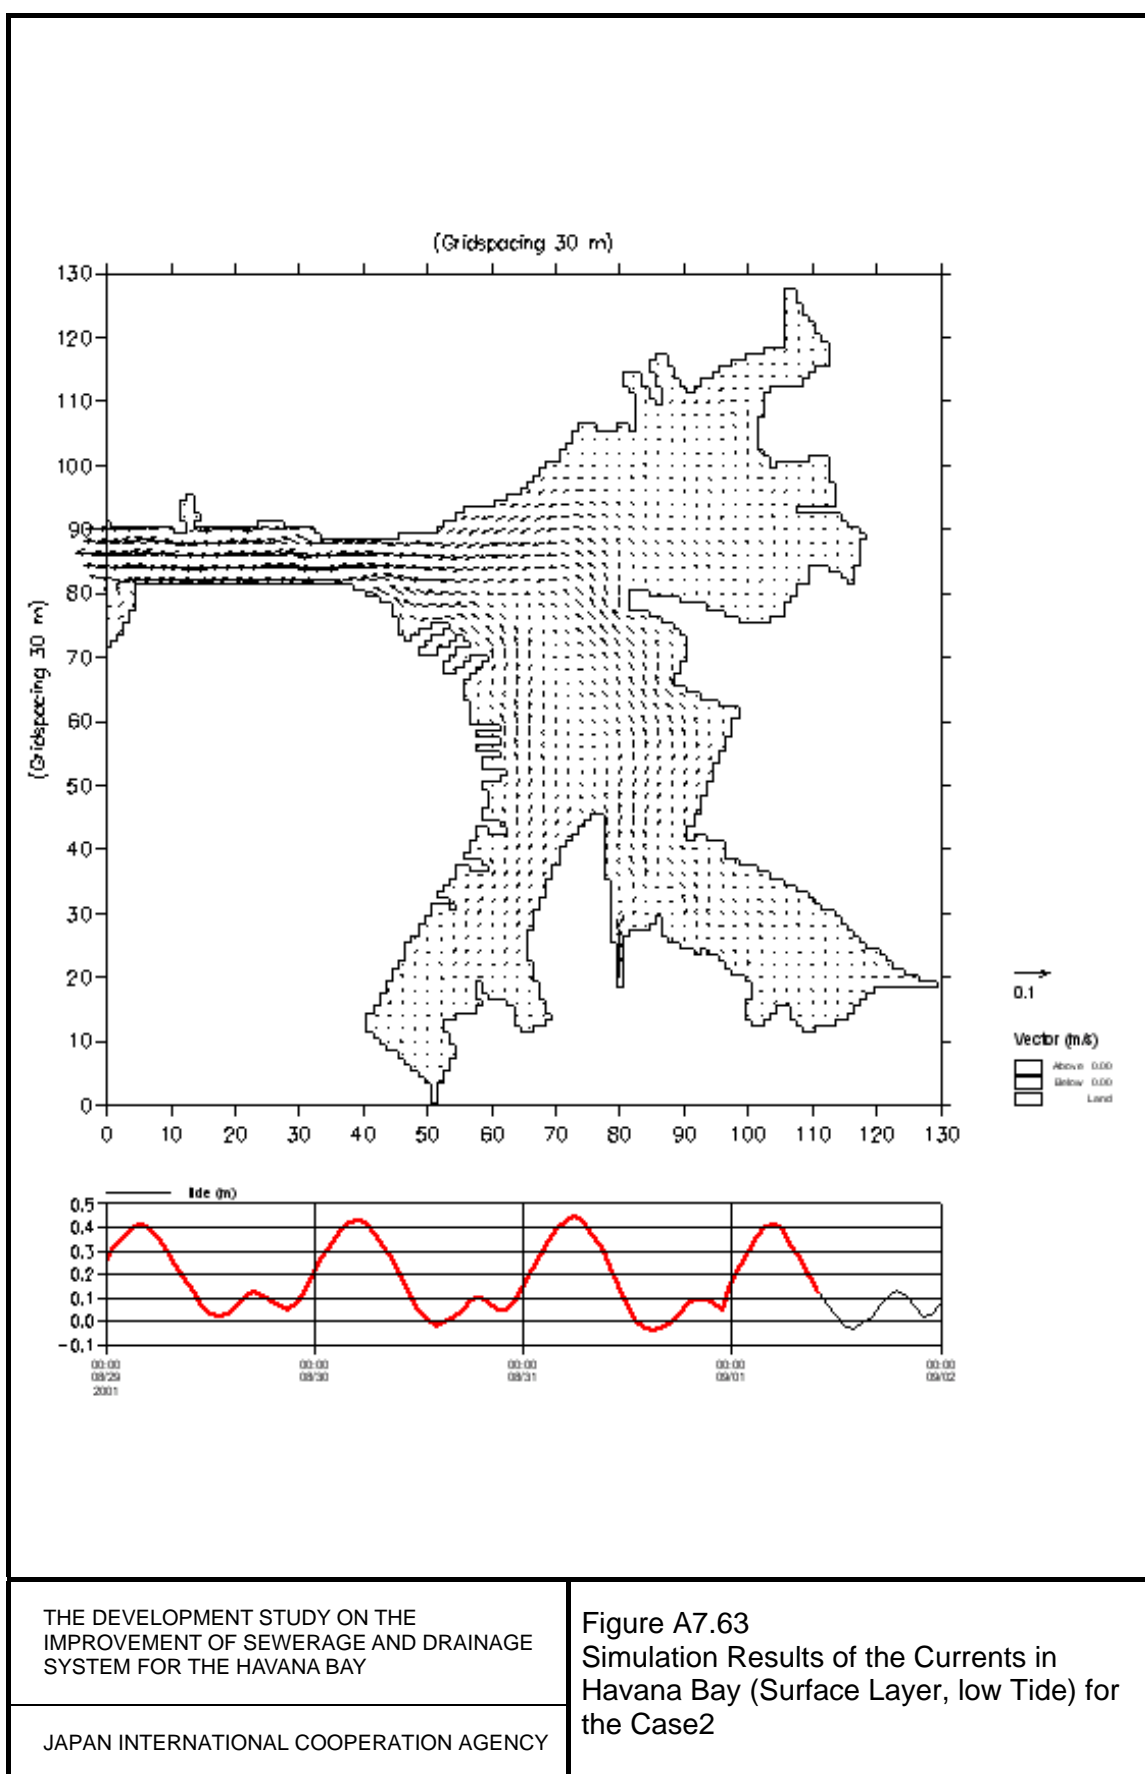 (Gridspacing 30 m)
130
120
110
100
90
80
70
60
50
40
30
20
10
0
(Gridspacing 30 m)
0 10 20 30 40 50 60 70 80 90 100 110 120 130
0.1
Vector (m/s)
Above 0.00
Below 0.00
Land
tide (m)
0.5
0.4
0.3
0.2
0.1
0.0
-0.1
00:00 00:00 00:00 00:00 00:00
08/29 08/30 08/31 09/01 09/02
2001
THE DEVELOPMENT STUDY ON THE
IMPROVEMENT OF SEWERAGE AND DRAINAGE
SYSTEM FOR THE HAVANA BAY
JAPAN INTERNATIONAL COOPERATION AGENCY
Figure A7.63
Simulation Results of the Currents in
Havana Bay (Surface Layer, low Tide) for
the Case2